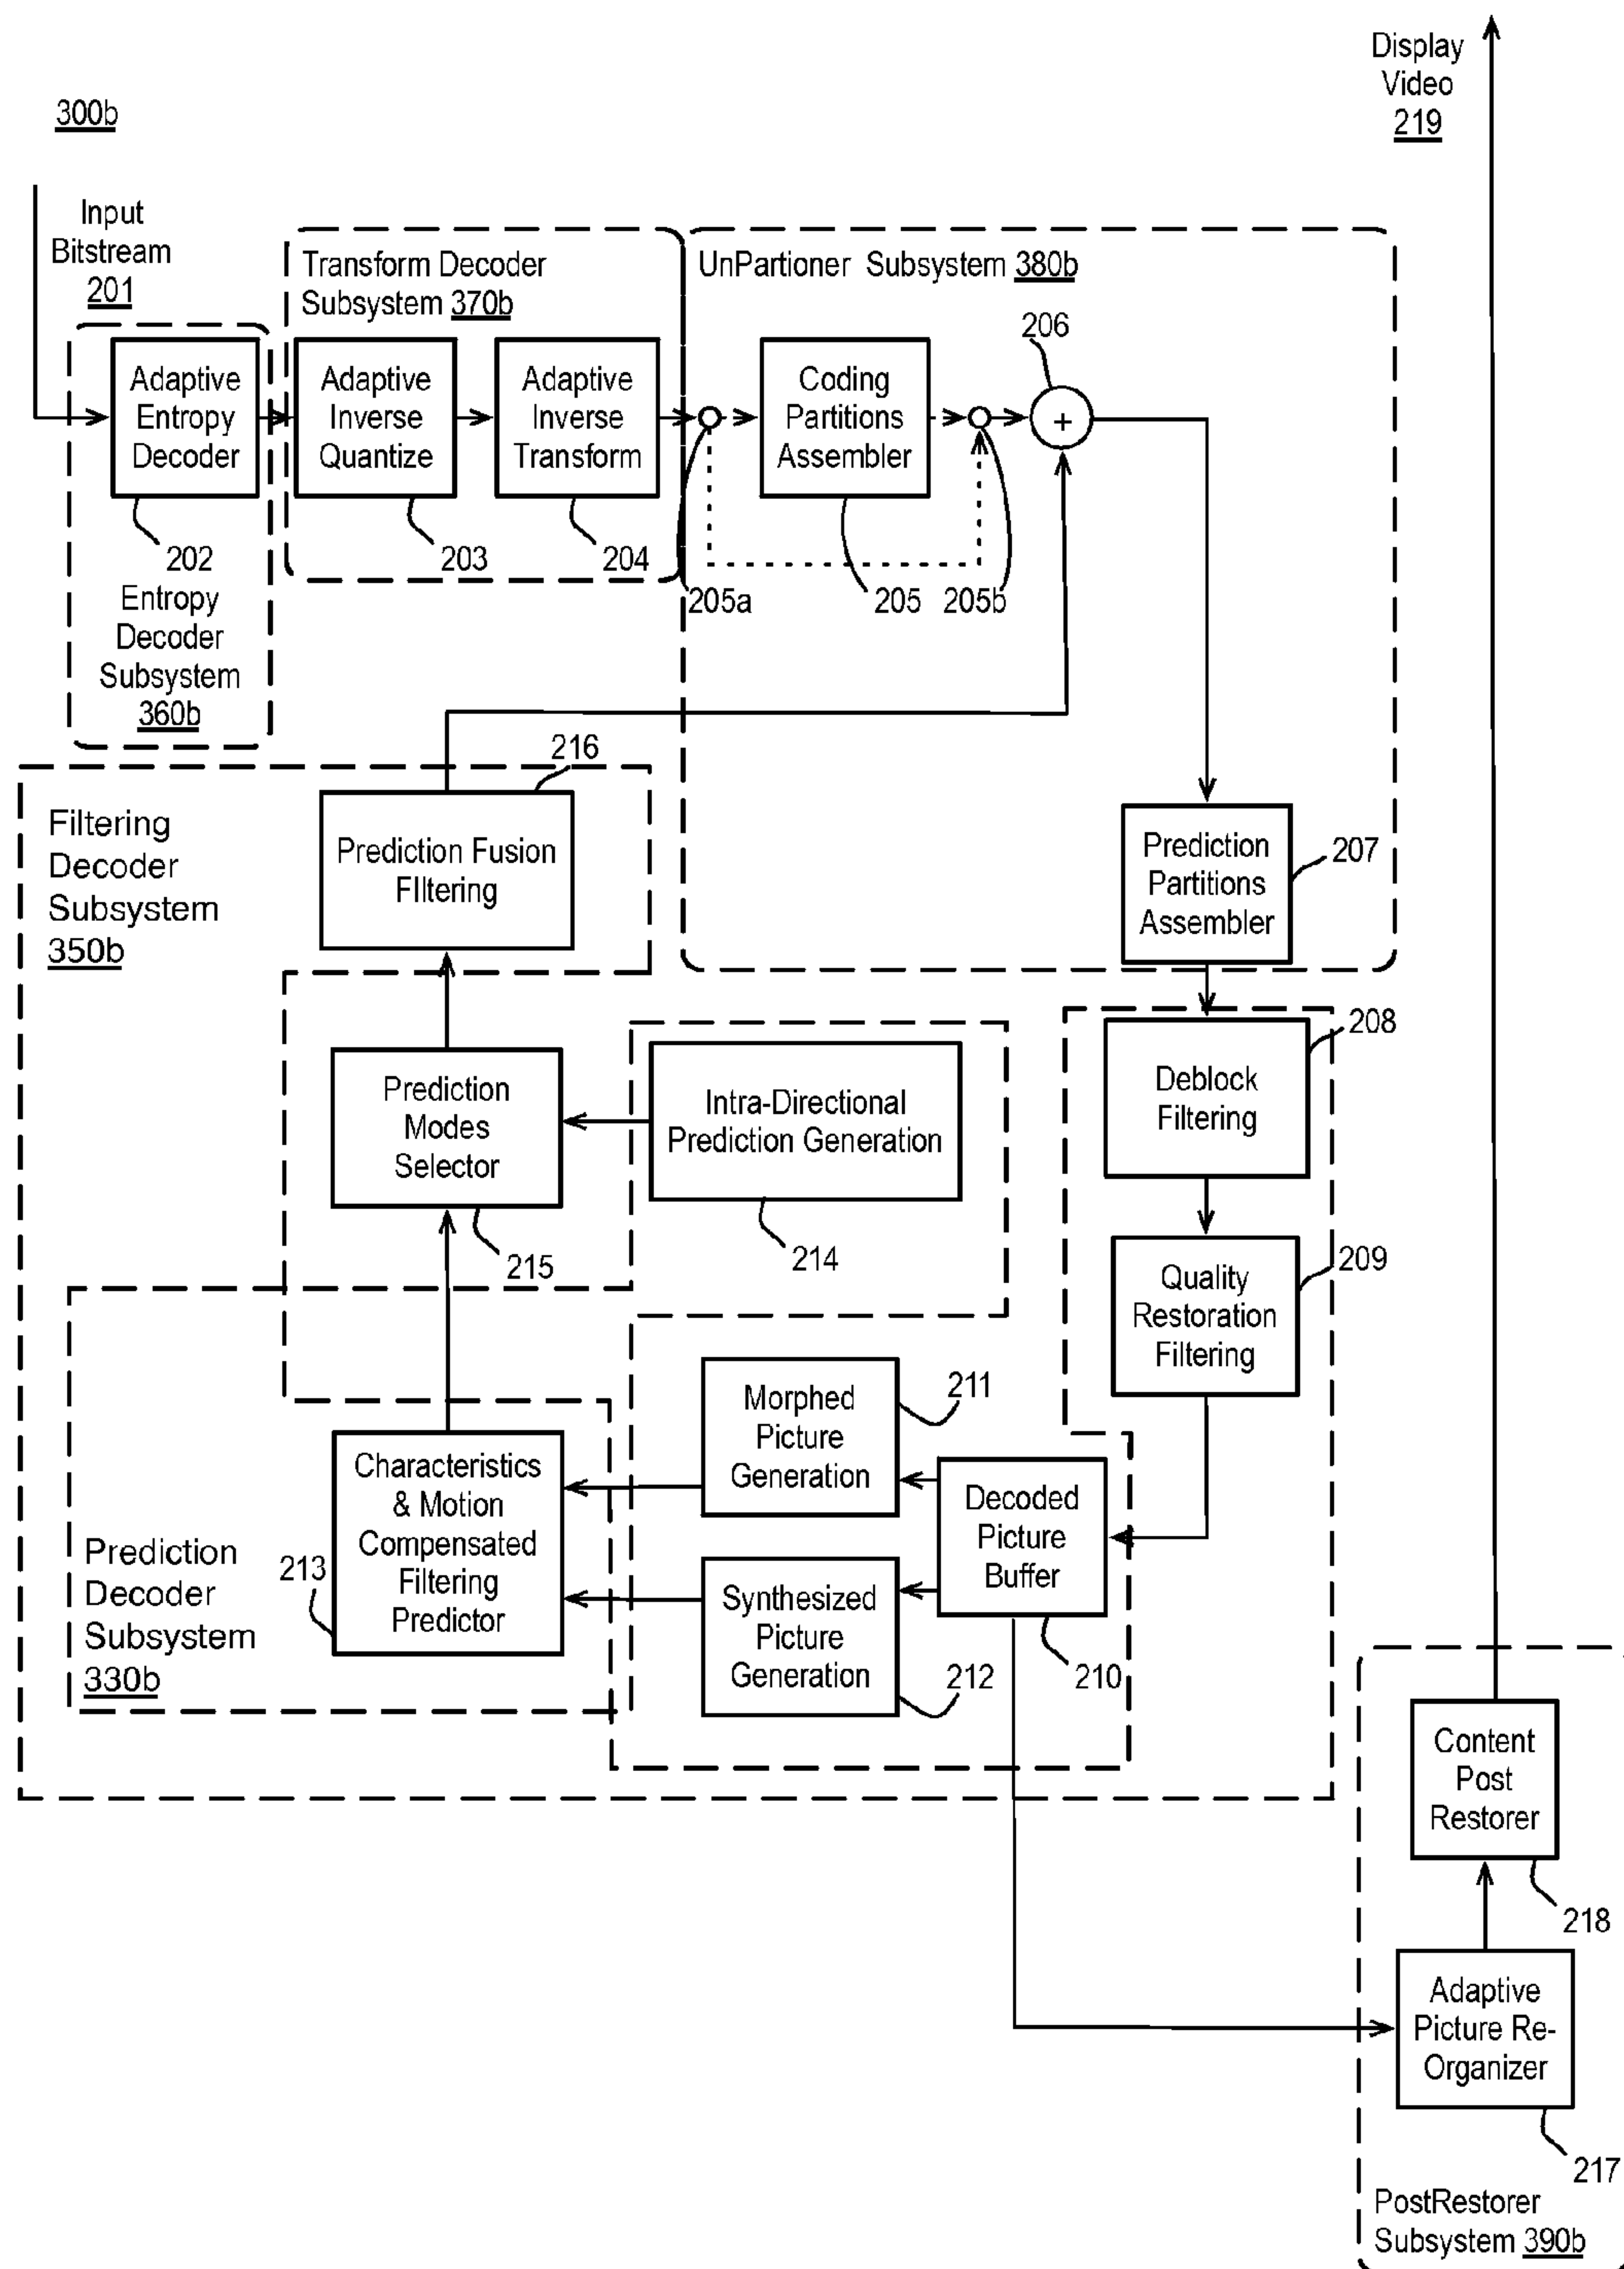 Display
Video
219
300b
Input
Bitstream
201
Transform Decoder
Subsystem 370b
UnPartioner Subsystem 380b
206
Adaptive
Entropy
Decoder
Adaptive
Inverse
Quantize
Adaptive
Inverse
Transform
Coding
Partitions
Assembler
+
202
203
204
205a
205
205b
Entropy
Decoder
Subsystem
360b
216
Filtering
Decoder
Subsystem
350b
Prediction Fusion
FIltering
Prediction
Partitions
Assembler
207
208
Prediction
Modes
Selector
Intra-Directional
Prediction Generation
Deblock
Filtering
215
214
209
Quality
Restoration
Filtering
211
Morphed
Picture
Generation
Characteristics
& Motion
Compensated
Filtering
Predictor
213
Decoded
Picture
Buffer
Prediction
Decoder
Subsystem
330b
Synthesized
Picture
Generation
212
210
Content
Post
Restorer
218
Adaptive
Picture Re-
Organizer
217
PostRestorer
Subsystem 390b